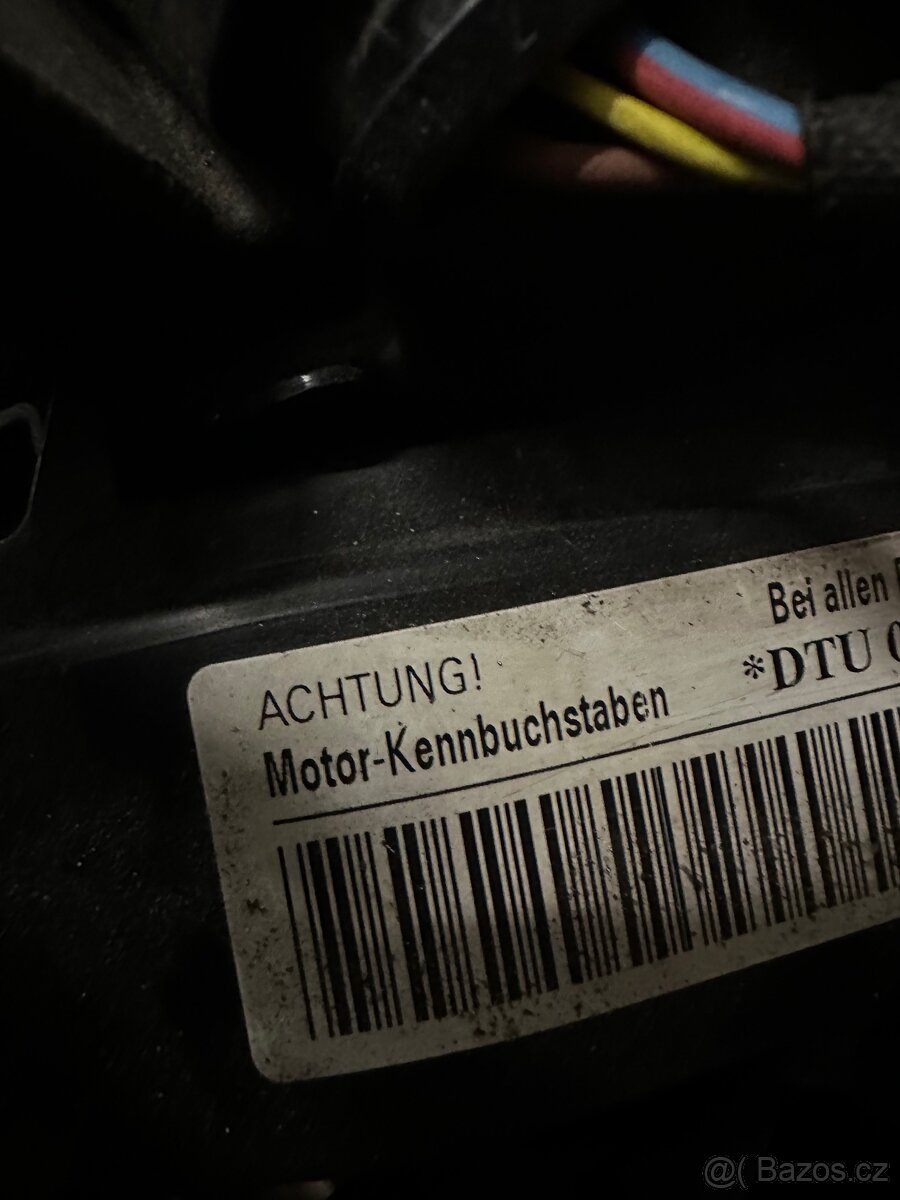 ACHTUNG!
Bei allen
Motor-Kennbuchstaben
*DTU
@( Bazos.cz